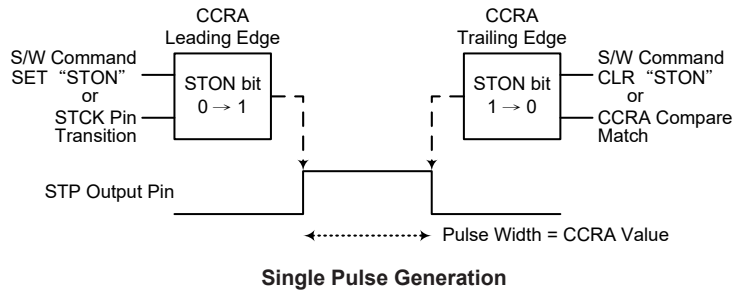 CCRA
Leading Edge
S/W Command
SET “STON”
or
STCK Pin
Transition
STON bit
0 → 1
CCRA
Trailing Edge
STON bit
1 → 0
S/W Command
CLR “STON”
or
CCRA Compare
Match
STP Output Pin
Pulse Width = CCRA Value
Single Pulse Generation